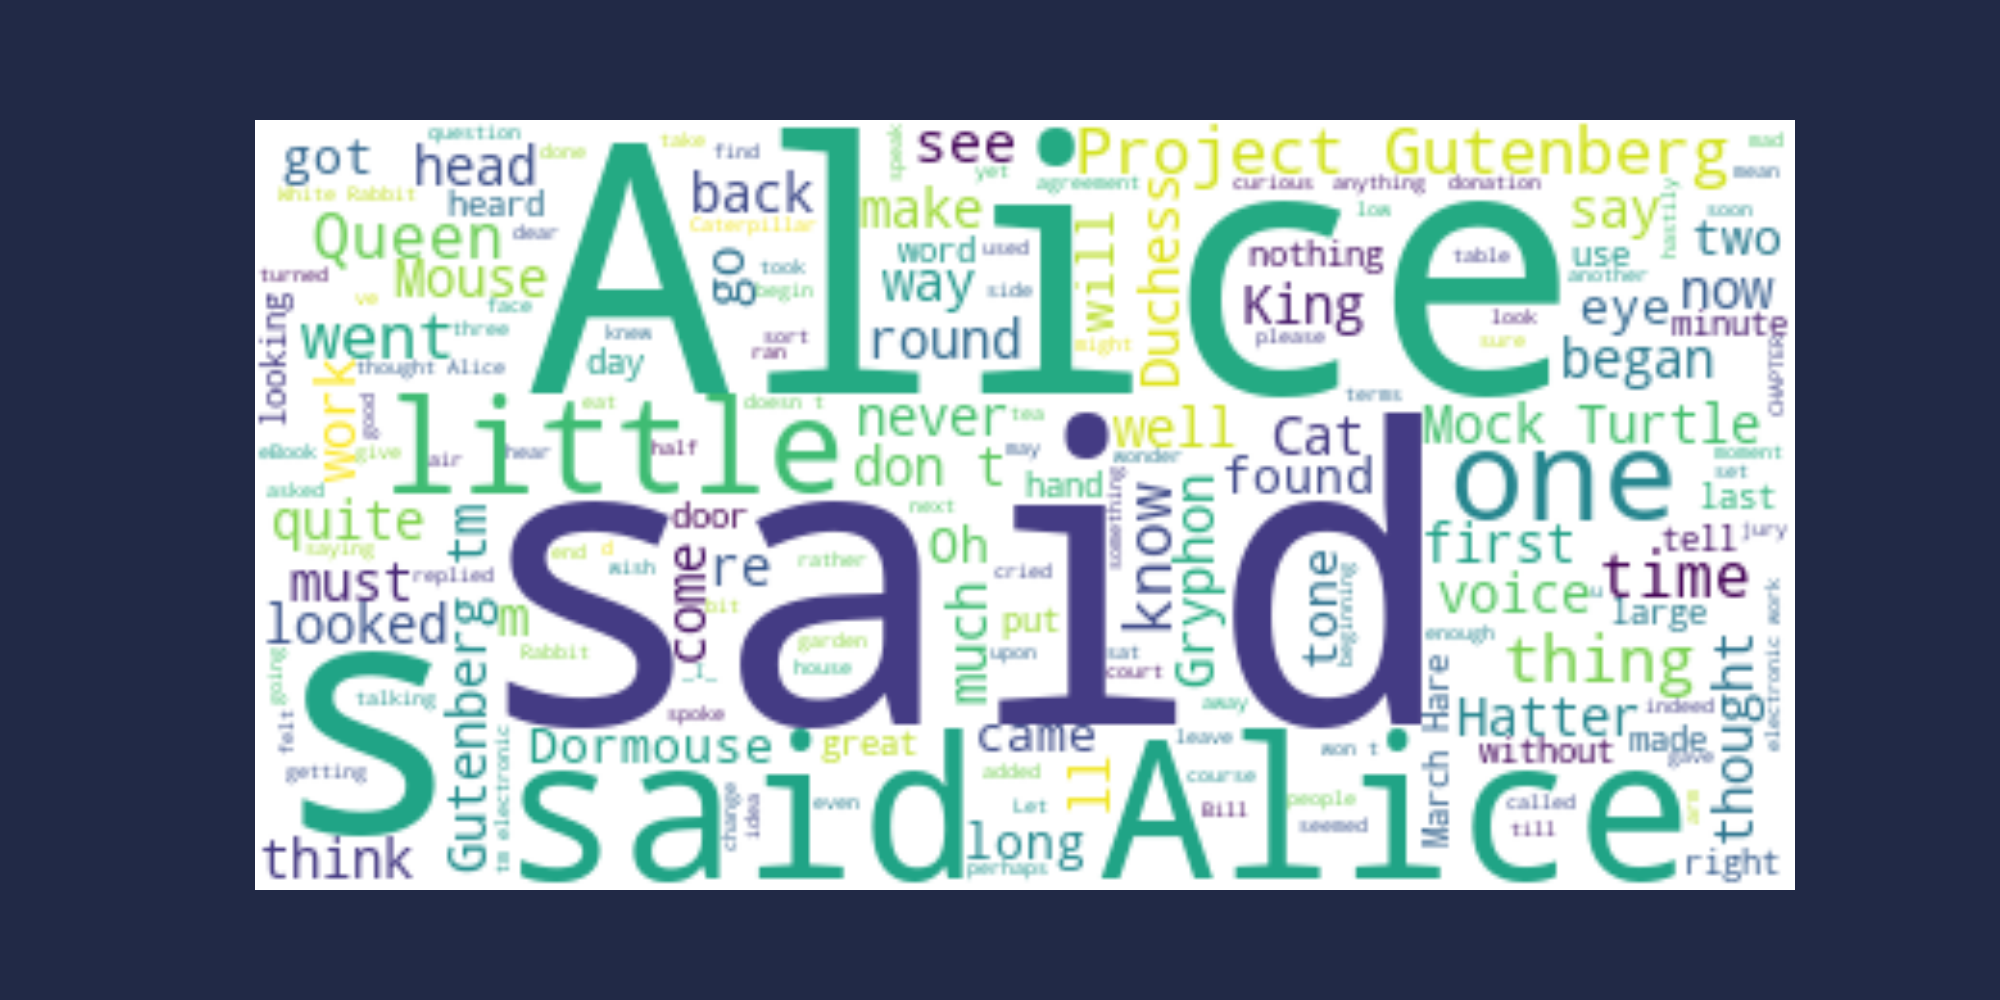 Alice
said
said Alice
s
little
one
Project Gutenberg
got
head
question
done
take
find
speak
see
yet
agreement
mad
mean
White Rabbit
heard
back
Caterpillar
make
curious
anything
donation
low
say
hastily
soon
two
Queen
dear
Mouse
turned
looking
ve
face
go
took
begin
word
used
way
side
will
Duchess
nothing
table
use
another
King
look
eye
now
minute
went
three
thought Alice
knew
day
sort
ran
round
might
please
sure
began
CHAPTER
work
good
eat
doesn t
never
tea
terms
well
Cat
Mock Turtle
eBook
give
air
hear
half
don t
may
wonder
found
moment
set
last
asked
hand
something
know
quite
saying
Gutenberg tm
door
next
Oh
Gryphon
first
tell
jury
end
d
wish
come
re
rather
cried
tone
beginning
time
must
replied
voice
u
large
looked
m
bit
put
much
enough
electronic work
Rabbit
garden
house
upon
sat
court
thing
thought
going
talking
_I_
spoke
away
March Hare
Hatter
indeed
felt
Dormouse
great
came
leave
won t
without
made
gave
getting
tm electronic
added
ll
course
change
idea
even
Let
Bill
people
seemed
called
till
arm
think
long
perhaps
right